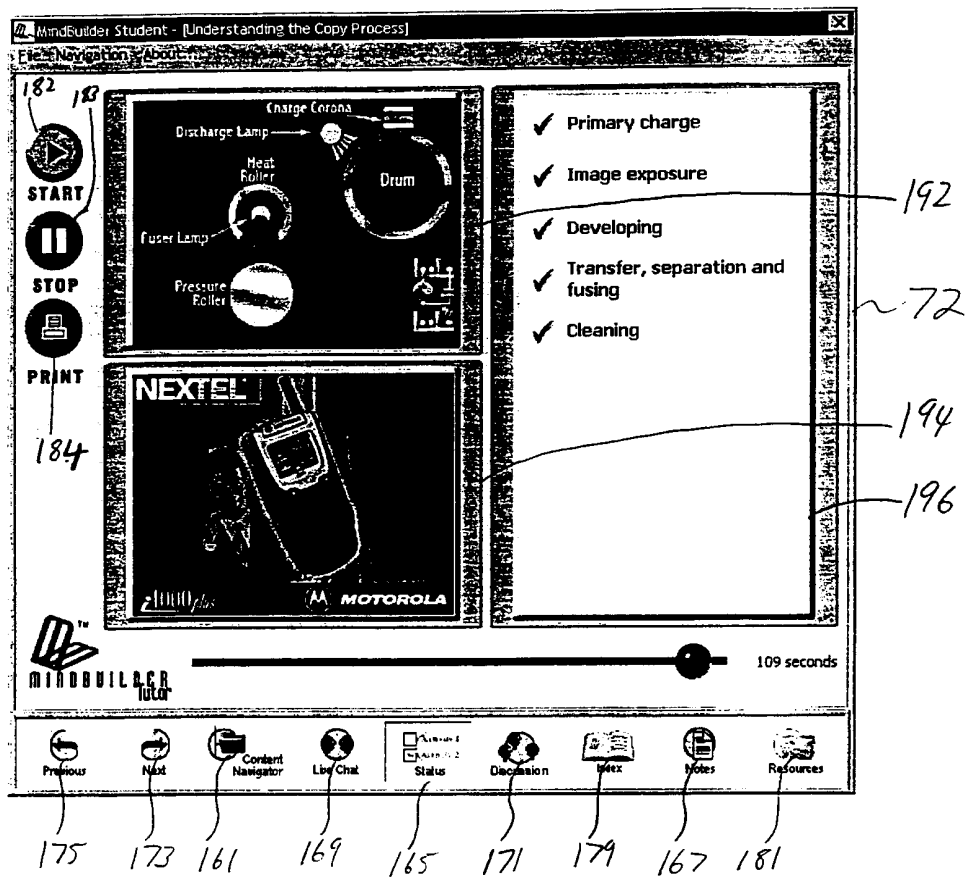 MindBuilder Student - [Understanding the Copy Process]
File Navigation About
182
183
START
STOP
PRINT
184
Charge Corona
Discharge Lamp
Heat
Roller
Drum
Fuser Lamp
Pressure
Roller
✓ Primary charge
✓ Image exposure
✓ Developing
✓ Transfer, separation and
fusing
✓ Cleaning
192
72
194
196
NEXTEL
i1000 plus
MOTOROLA
TM
MINDBUILDER
Tutor
109 seconds
Previous
Next
Content
Navigator
Live Chat
Status
Discussion
Index
Notes
Resources
175
173
161
169
165
171
179
167
181